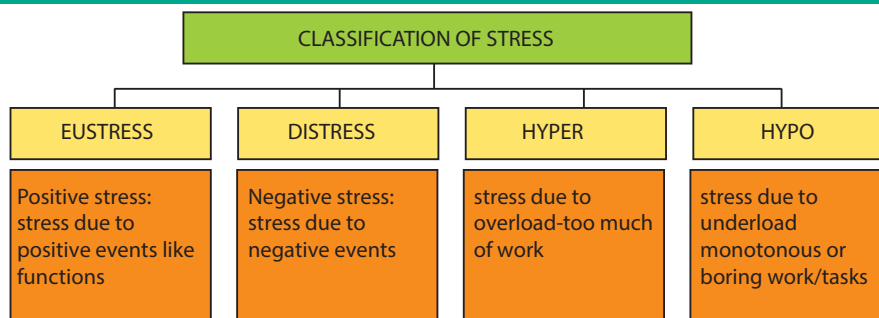 CLASSIFICATION OF STRESS
EUSTRESS
DISTRESS
HYPER
HYPO
Positive stress:
stress due to
positive events like
functions
Negative stress:
stress due to
negative events
stress due to
overload-too much
of work
stress due to
underload
monotonous or
boring work/tasks